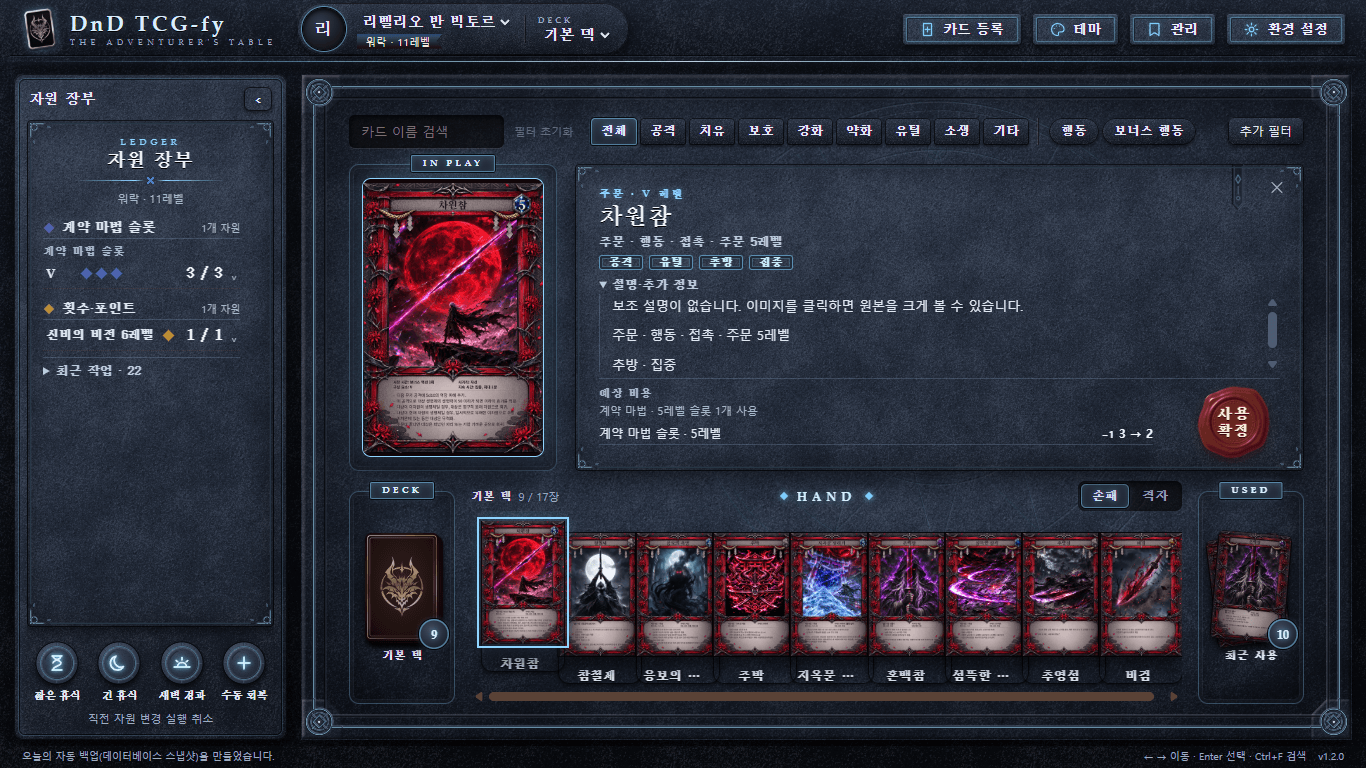 DnD TCG-fy
THE ADVENTURER'S TABLE
리
리벨리오 반 빅토르
워락 · 11레벨
DECK
기본 덱
카드 등록
테마
관리
환경 설정
자원 장부
<
LEDGER
자원 장부
워락 · 11레벨
계약 마법 슬롯
1개 자원
계약 마법 슬롯
V
3 / 3
횟수·포인트
1개 자원
신비의 비전 6레벨
1 / 1
최근 작업 · 22
짧은 휴식
긴 휴식
새벽 경과
수동 회복
직전 자원 변경 실행 취소
카드 이름 검색
필터 초기화
전체
공격
치유
보호
강화
약화
유틸
소생
기타
행동
보너스 행동
추가 필터
IN PLAY
차원참
5
주문 · V 레벨
차원참
주문 · 행동 · 접촉 · 주문 5레벨
공격
유틸
추방
집중
설명·추가 정보
보조 설명이 없습니다. 이미지를 클릭하면 원본을 크게 볼 수 있습니다.
주문 · 행동 · 접촉 · 주문 5레벨
추방 · 집중
예상 비용
계약 마법 · 5레벨 슬롯 1개 사용
계약 마법 슬롯 · 5레벨
-1 3 → 2
사용
확정
DECK
9
기본 덱
기본 덱 9 / 17장
HAND
손패
격자
차원참
참철세
응보의 ···
주박
지옥문 ···
혼백참
섬뜩한 ···
추영섬
비검
USED
10
최근 사용
오늘의 자동 백업(데이터베이스 스냅샷)을 만들었습니다.
← → 이동 · Enter 선택 · Ctrl+F 검색
v1.2.0